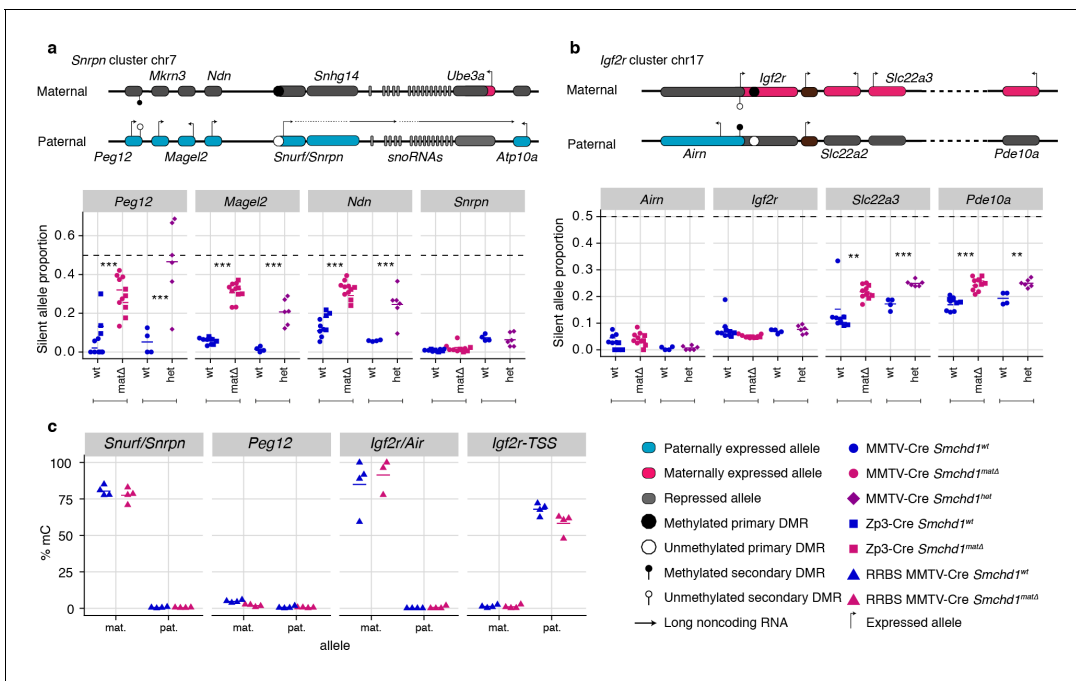 a
Snrpn cluster chr7
Mkrn3 Ndn Snhg14 Ube3a
Maternal
Paternal
Peg12 Magel2 Snurf/Snrpn snoRNAs Atp10a
Peg12 Magel2 Ndn Snrpn
Silent allele proportion
0.6
0.4
0.2
0.0
*** *** *** *** *** ***
wt matΔ wt het wt matΔ wt het wt matΔ wt het wt matΔ wt het
b
Igf2r cluster chr17
Igf2r Slc22a3
Maternal
Paternal
Airn Slc22a2 Pde10a
Airn Igf2r Slc22a3 Pde10a
Silent allele proportion
0.5
0.4
0.3
0.2
0.1
0.0
** *** *** **
wt matΔ wt het wt matΔ wt het wt matΔ wt het wt matΔ wt het
c
Snurf/Snrpn Peg12 Igf2r/Air Igf2r-TSS
% mC
100
75
50
25
0
mat. pat. mat. pat. mat. pat. mat. pat.
allele
Paternally expressed allele
Maternally expressed allele
Repressed allele
Methylated primary DMR
Unmethylated primary DMR
Methylated secondary DMR
Unmethylated secondary DMR
Long noncoding RNA
MMTV-Cre Smchd1wt
MMTV-Cre Smchd1matΔ
MMTV-Cre Smchd1het
Zp3-Cre Smchd1wt
Zp3-Cre Smchd1matΔ
RRBS MMTV-Cre Smchd1wt
RRBS MMTV-Cre Smchd1matΔ
Expressed allele